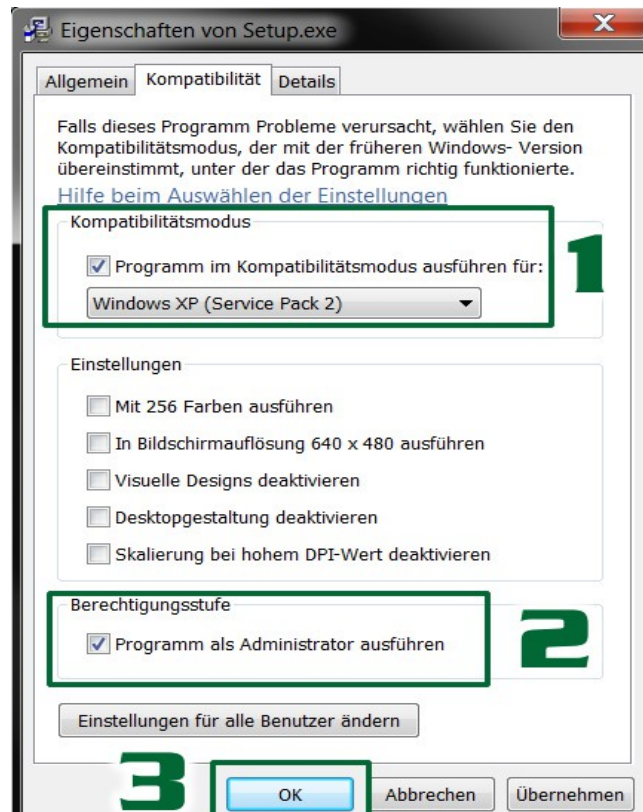 Eigenschaften von Setup.exe
Allgemein Kompatibilität Details
Falls dieses Programm Probleme verursacht, wählen Sie den
Kompatibilitätsmodus, der mit der früheren Windows- Version
übereinstimmt, unter der das Programm richtig funktionierte.
Hilfe beim Auswählen der Einstellungen
Kompatibilitätsmodus
Programm im Kompatibilitätsmodus ausführen für:
1
Windows XP (Service Pack 2)
Einstellungen
Mit 256 Farben ausführen
In Bildschirmauflösung 640 x 480 ausführen
Visuelle Designs deaktivieren
Desktopgestaltung deaktivieren
Skalierung bei hohem DPI-Wert deaktivieren
Berechtigungsstufe
Programm als Administrator ausführen
2
Einstellungen für alle Benutzer ändern
3
OK Abbrechen Übernehmen